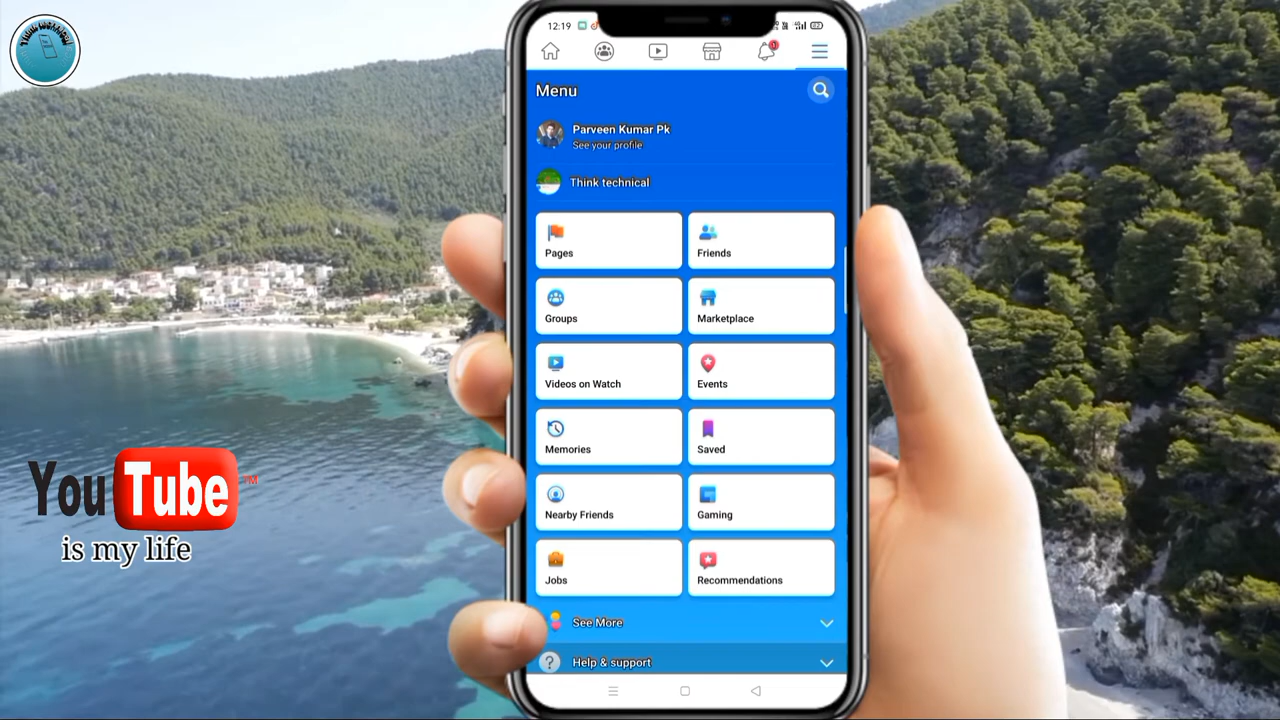 12:19
Menu
Parveen Kumar Pk
See your profile
Think technical
Pages
Friends
Groups
Marketplace
Videos on Watch
Events
Memories
Saved
Nearby Friends
Gaming
Jobs
Recommendations
See More
Help & support
?
YouTube™
is my life